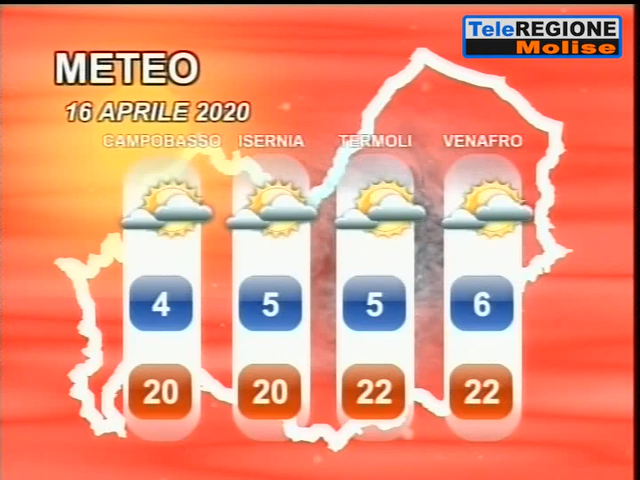 TeleREGIONE
Molise
METEO
16 APRILE 2020
CAMPOBASSO ISERNIA TERMOLI VENAFRO
4 5 5 6
20 20 22 22